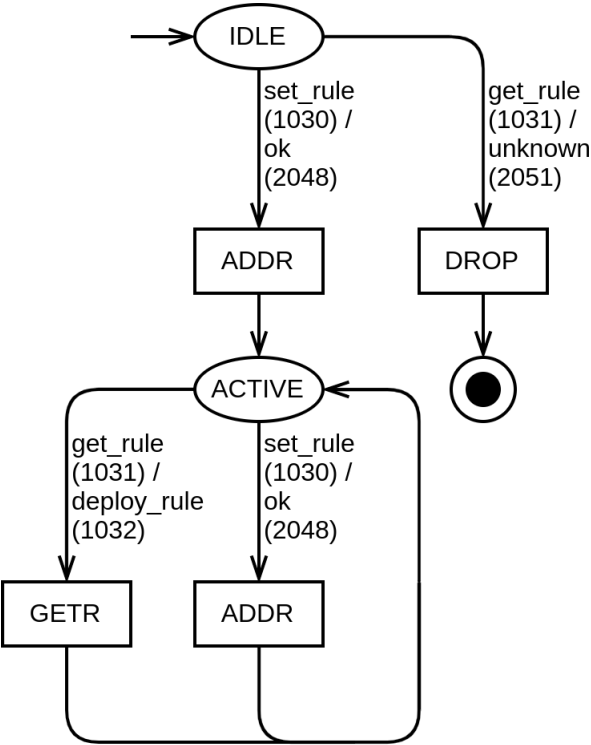 IDLE
set_rule
(1030) /
ok
(2048)
get_rule
(1031) /
unknown
(2051)
ADDR
DROP
ACTIVE
get_rule
(1031) /
deploy_rule
(1032)
set_rule
(1030) /
ok
(2048)
GETR
ADDR